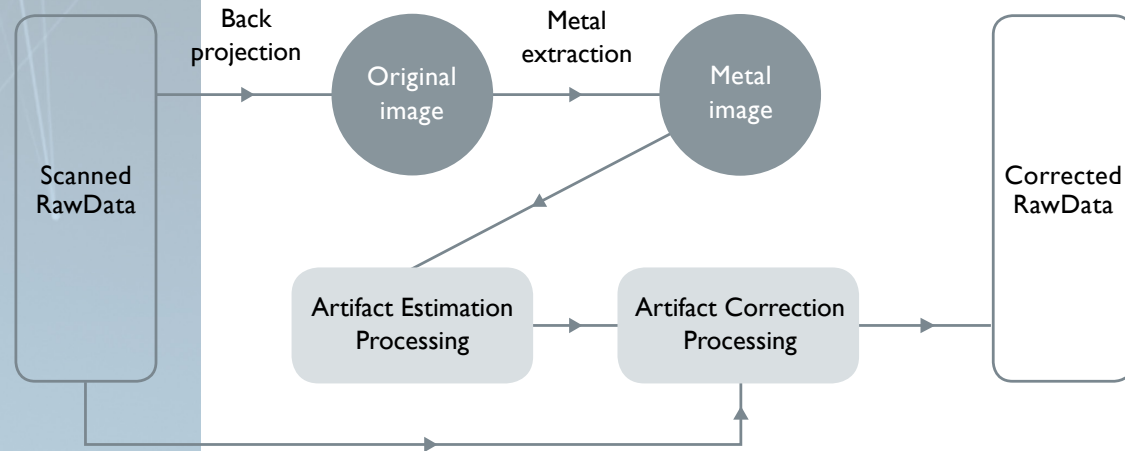 Back
projection
Metal
extraction
Original
image
Metal
image
Scanned
RawData
Corrected
RawData
Artifact Estimation
Processing
Artifact Correction
Processing